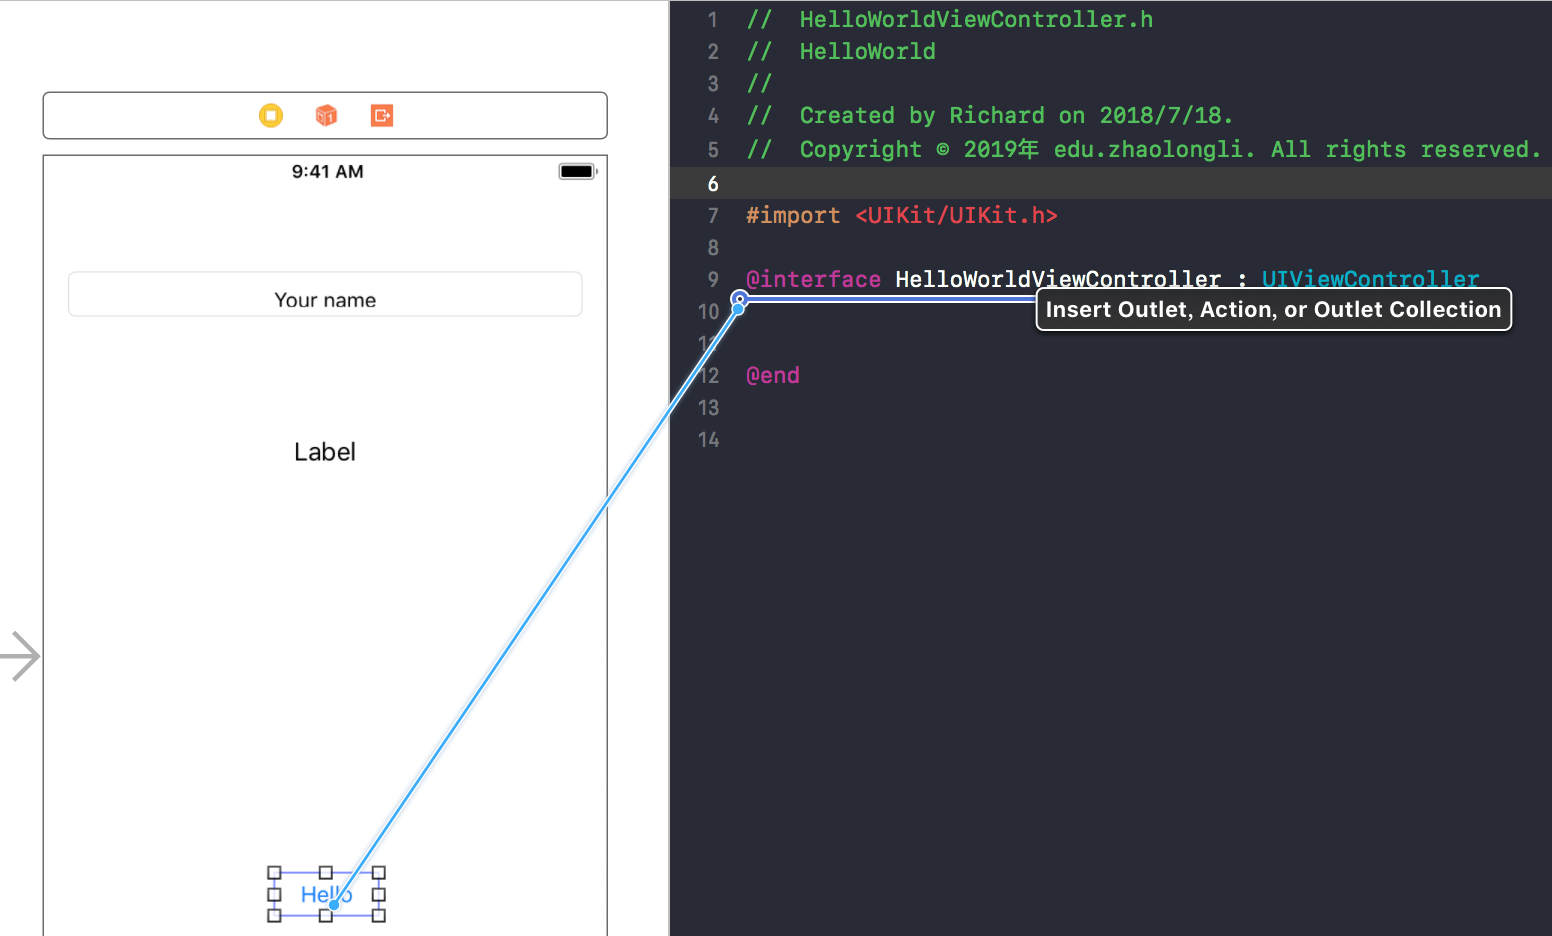 9:41 AM
Your name
Label
Hello
1 //  HelloWorldViewController.h
2 //  HelloWorld
3 //
4 //  Created by Richard on 2018/7/18.
5 //  Copyright © 2019年 edu.zhaolongli. All rights reserved.
6
7 #import <UIKit/UIKit.h>
8
9 @interface HelloWorldViewController : UIViewController
Insert Outlet, Action, or Outlet Collection
10
11
12 @end
13
14